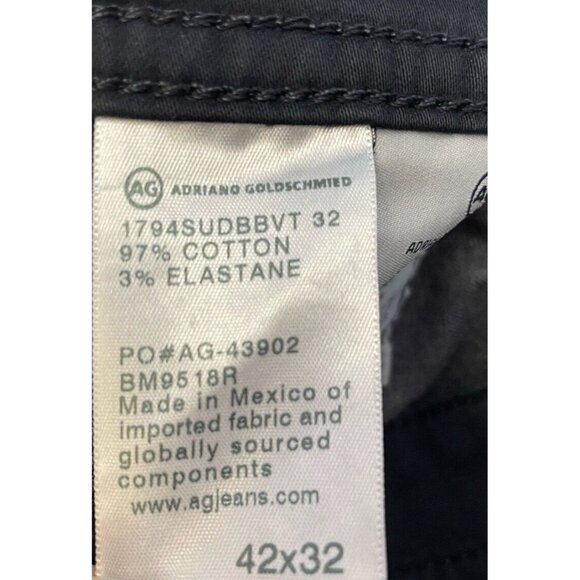 AG ADRIANO GOLDSCHMIED
1794SUDBBVT 32
97% COTTON
3% ELASTANE
PO#AG-43902
BM9518R
Made in Mexico of
imported fabric and
globally sourced
components
www.agjeans.com
42x32